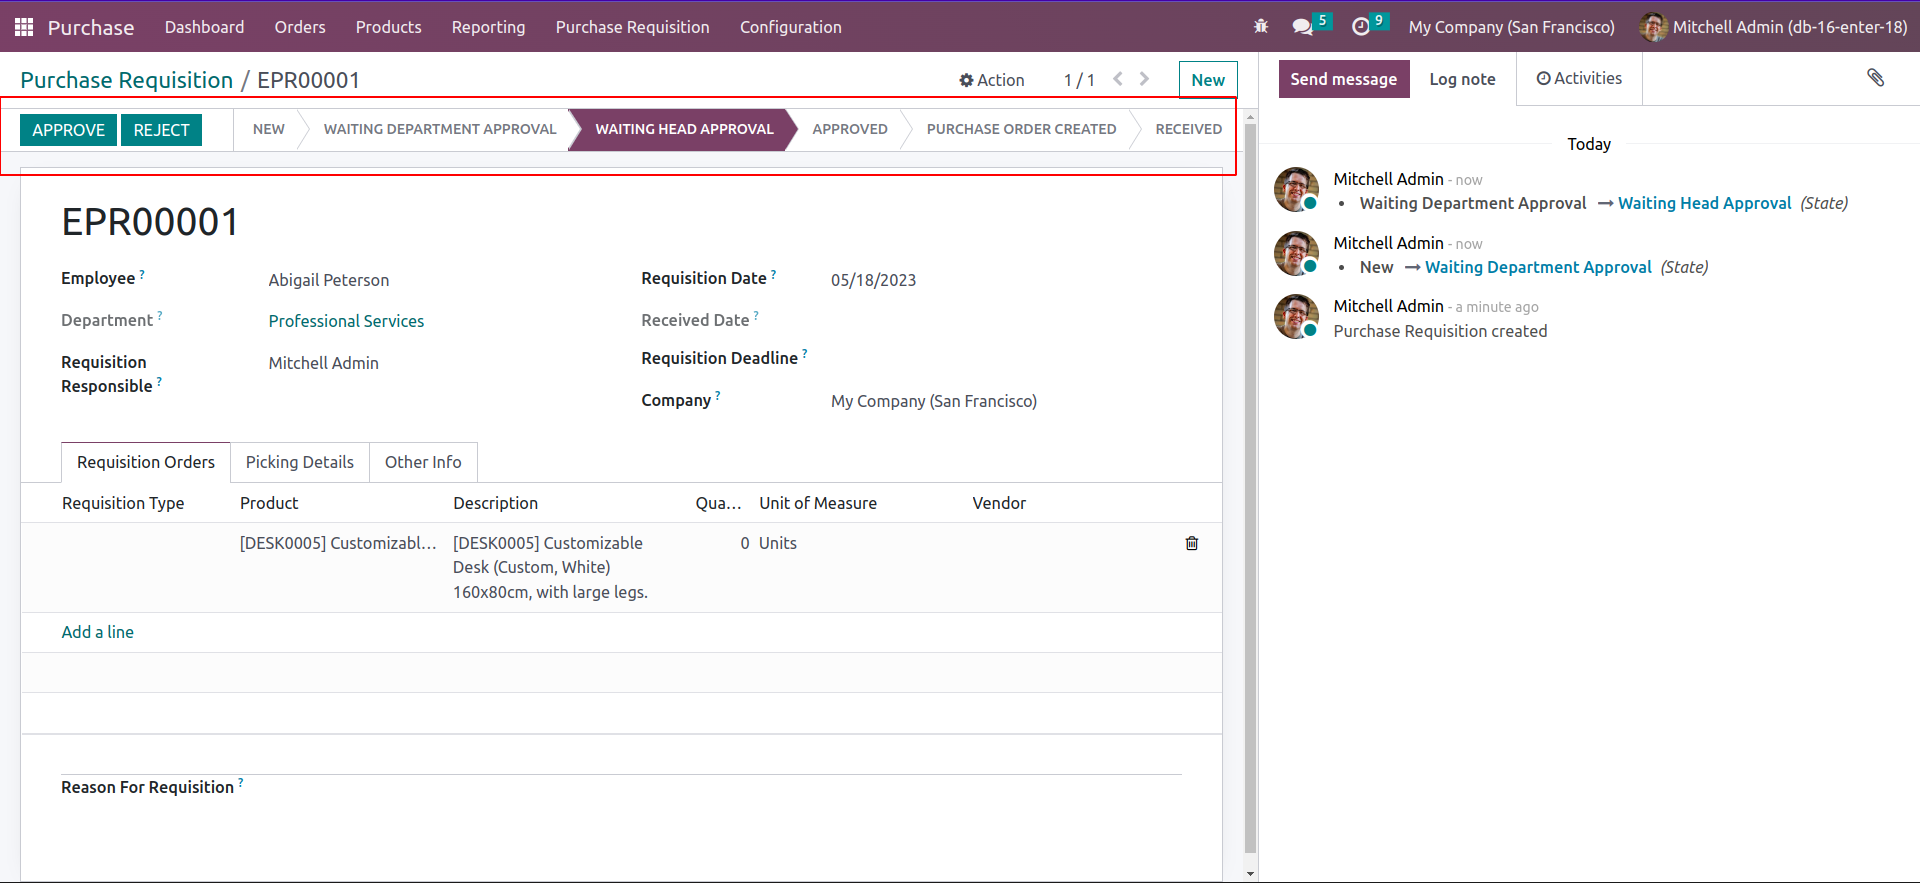 Purchase Dashboard Orders Products Reporting Purchase Requisition Configuration 5 9 My Company (San Francisco) Mitchell Admin (db-16-enter-18)
Purchase Requisition / EPR00001 Action 1 / 1 New
APPROVE REJECT NEW WAITING DEPARTMENT APPROVAL WAITING HEAD APPROVAL APPROVED PURCHASE ORDER CREATED RECEIVED
EPR00001
Employee ? Abigail Peterson
Department ? Professional Services
Requisition
Responsible ? Mitchell Admin
Requisition Date ? 05/18/2023
Received Date ?
Requisition Deadline ?
Company ? My Company (San Francisco)
Requisition Orders Picking Details Other Info
Requisition Type Product Description Qua... Unit of Measure Vendor
[DESK0005] Customizabl... [DESK0005] Customizable 0 Units
Desk (Custom, White)
160x80cm, with large legs.
Add a line
Reason For Requisition ?
Send message Log note Activities
Today
Mitchell Admin - now
• Waiting Department Approval → Waiting Head Approval (State)
Mitchell Admin - now
• New → Waiting Department Approval (State)
Mitchell Admin - a minute ago
Purchase Requisition created